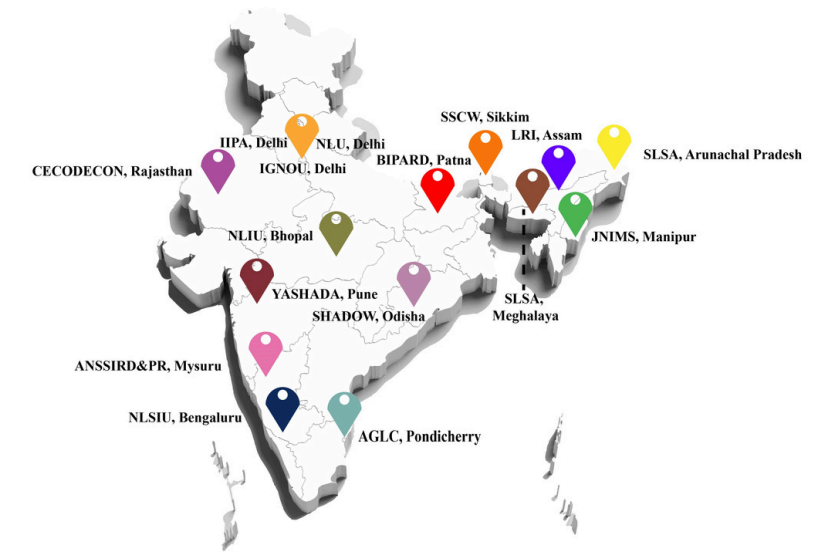 SSCW, Sikkim
LRI, Assam
IIPA, Delhi
NLU, Delhi
SLSA, Arunachal Pradesh
BIPARD, Patna
IGNOU, Delhi
CECODECON, Rajasthan
NLIU, Bhopal
JNIMS, Manipur
YASHADA, Pune
SLSA,
Meghalaya
SHADOW, Odisha
ANSSIRD&PR, Mysuru
NLSIU, Bengaluru
AGLC, Pondicherry